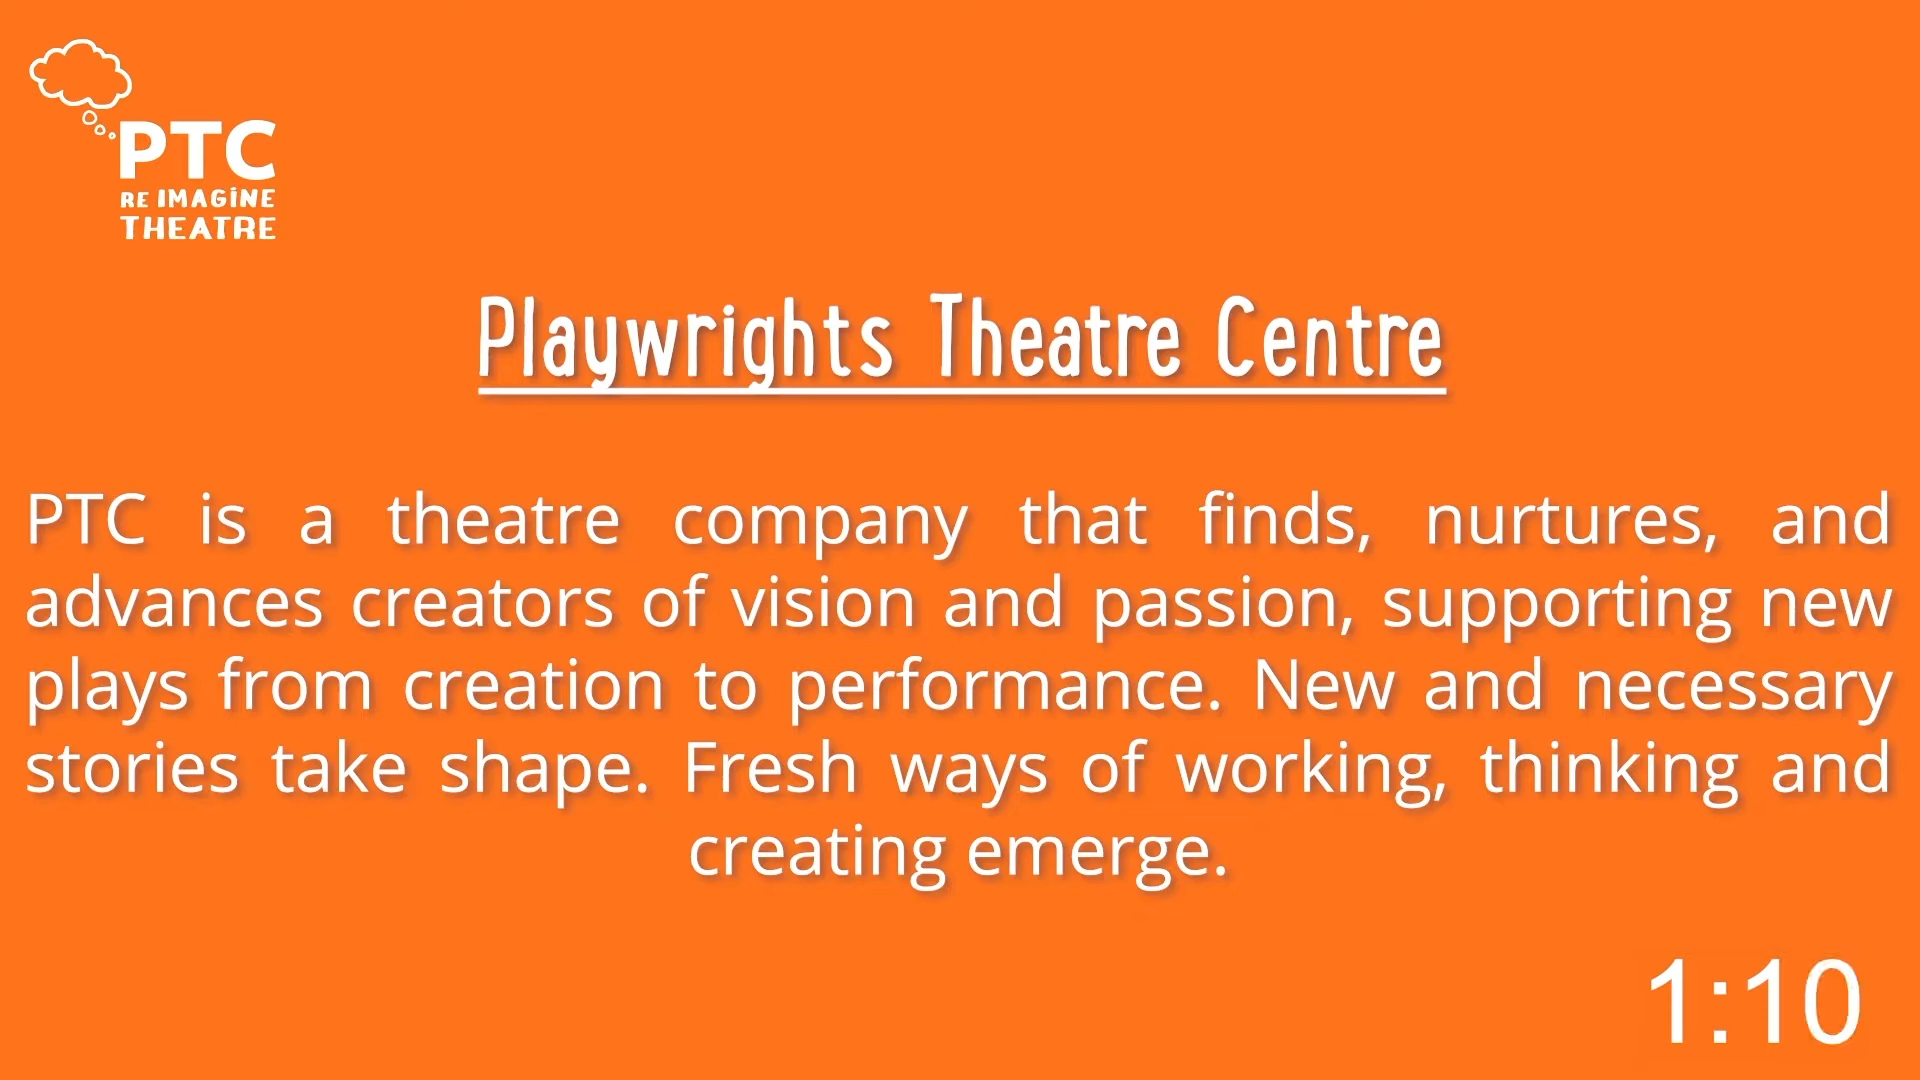 PTC
RE IMAGINE
THEATRE
Playwrights Theatre Centre
PTC is a theatre company that finds, nurtures, and
advances creators of vision and passion, supporting new
plays from creation to performance. New and necessary
stories take shape. Fresh ways of working, thinking and
creating emerge.
1:10